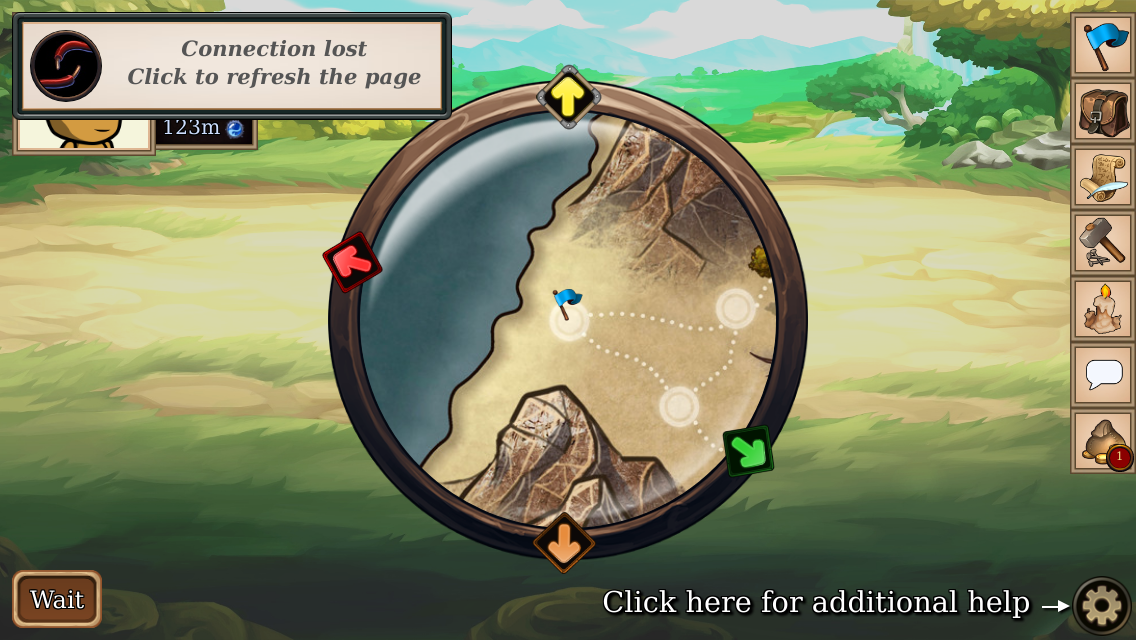 Connection lost
Click to refresh the page
123m
1
Wait
Click here for additional help